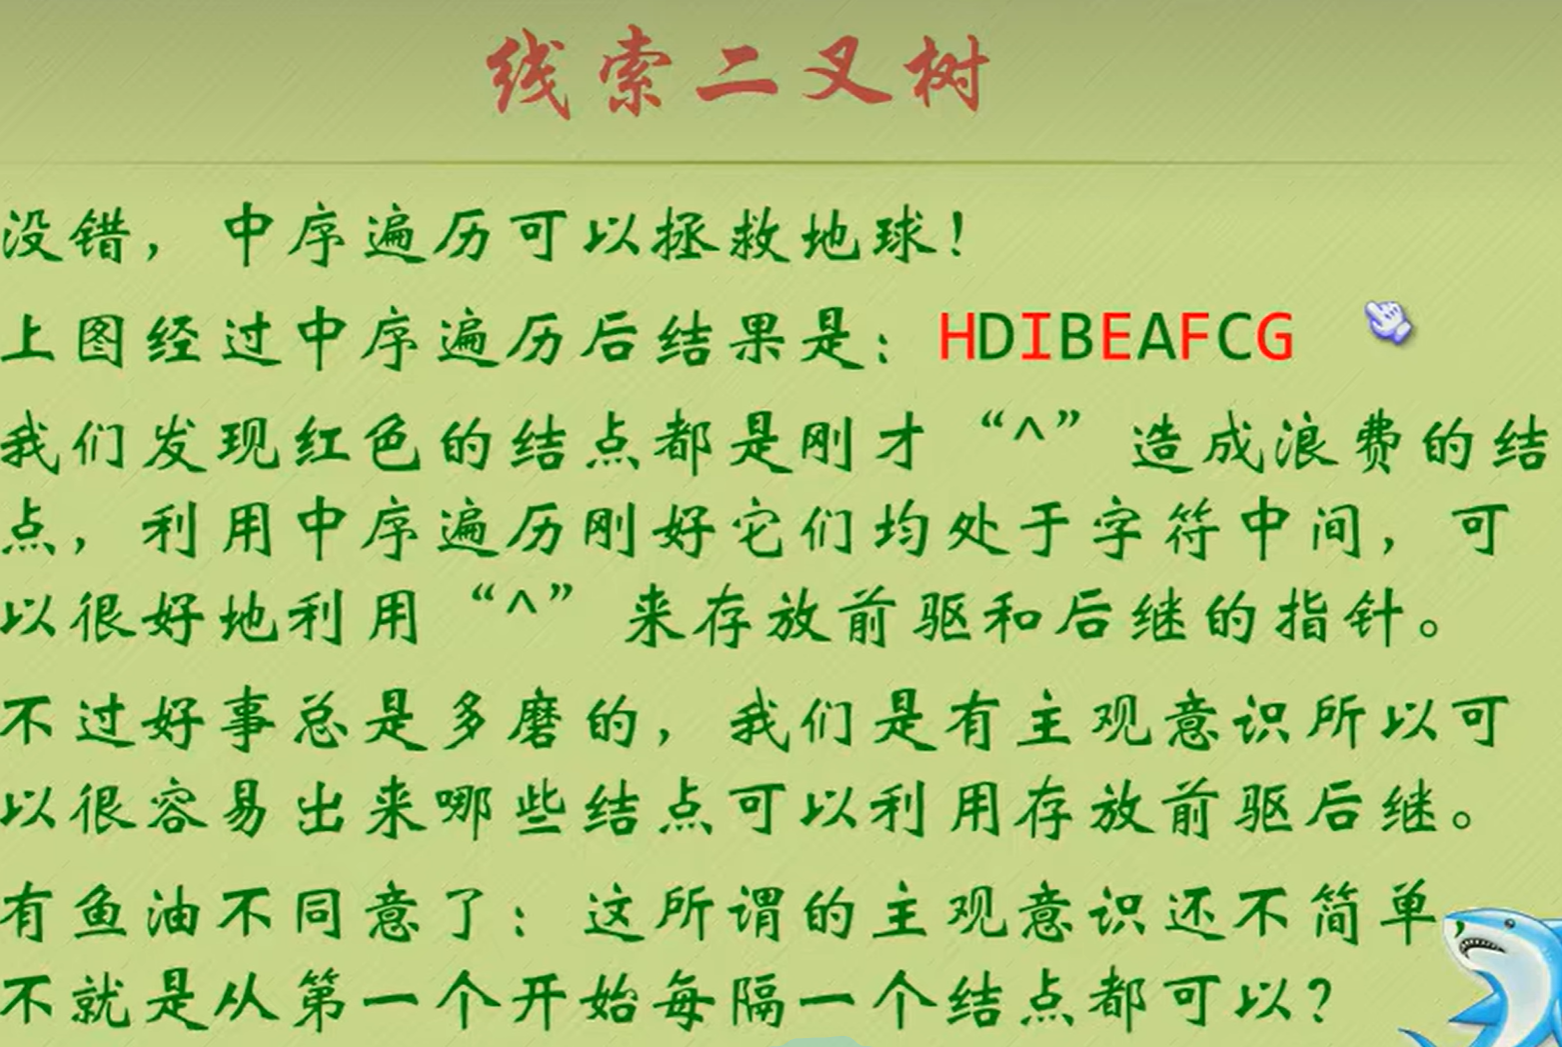 线索二叉树
没错，中序遍历可以拯救地球！
上图经过中序遍历后结果是：HDIBEAFCG
我们发现红色的结点都是刚才“^”造成浪费的结
点，利用中序遍历刚好它们均处于字符中间，可
以很好地利用“^”来存放前驱和后继的指针。
不过好事总是多磨的，我们是有主观意识所以可
以很容易出来哪些结点可以利用存放前驱后继。
有鱼油不同意了：这所谓的主观意识还不简单，
不就是从第一个开始每隔一个结点都可以？